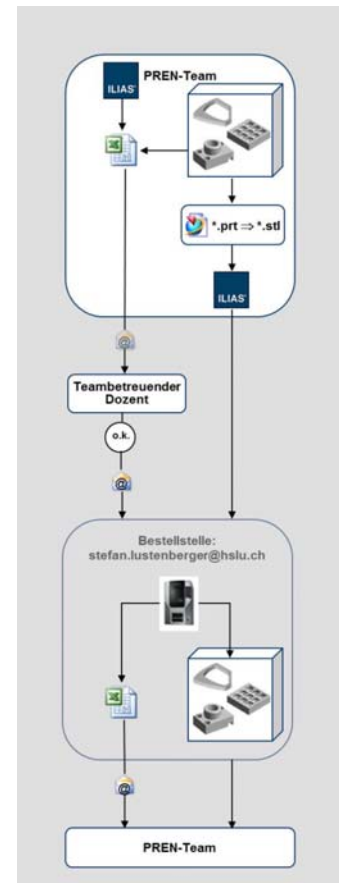 PREN-Team
ILIAS
*.prt ⇒ *.stl
ILIAS
@
Teambetreuender
Dozent
o.k.
@
Bestellstelle:
stefan.lustenberger@hslu.ch
@
PREN-Team